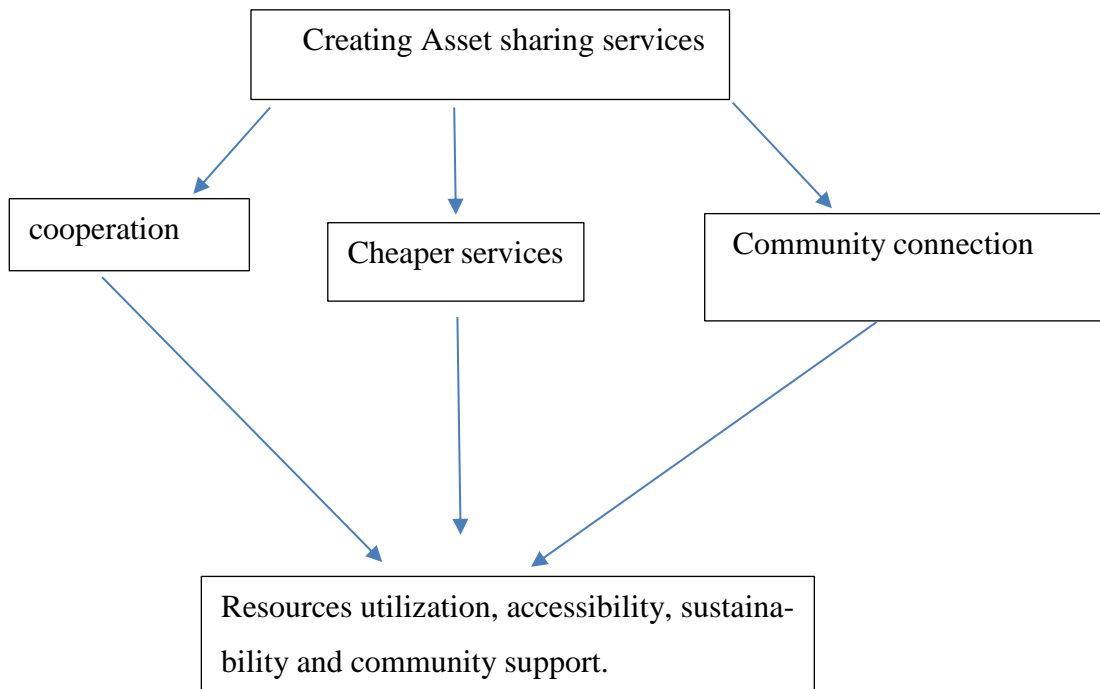 Creating Asset sharing services
cooperation
Cheaper services
Community connection
Resources utilization, accessibility, sustaina-
bility and community support.